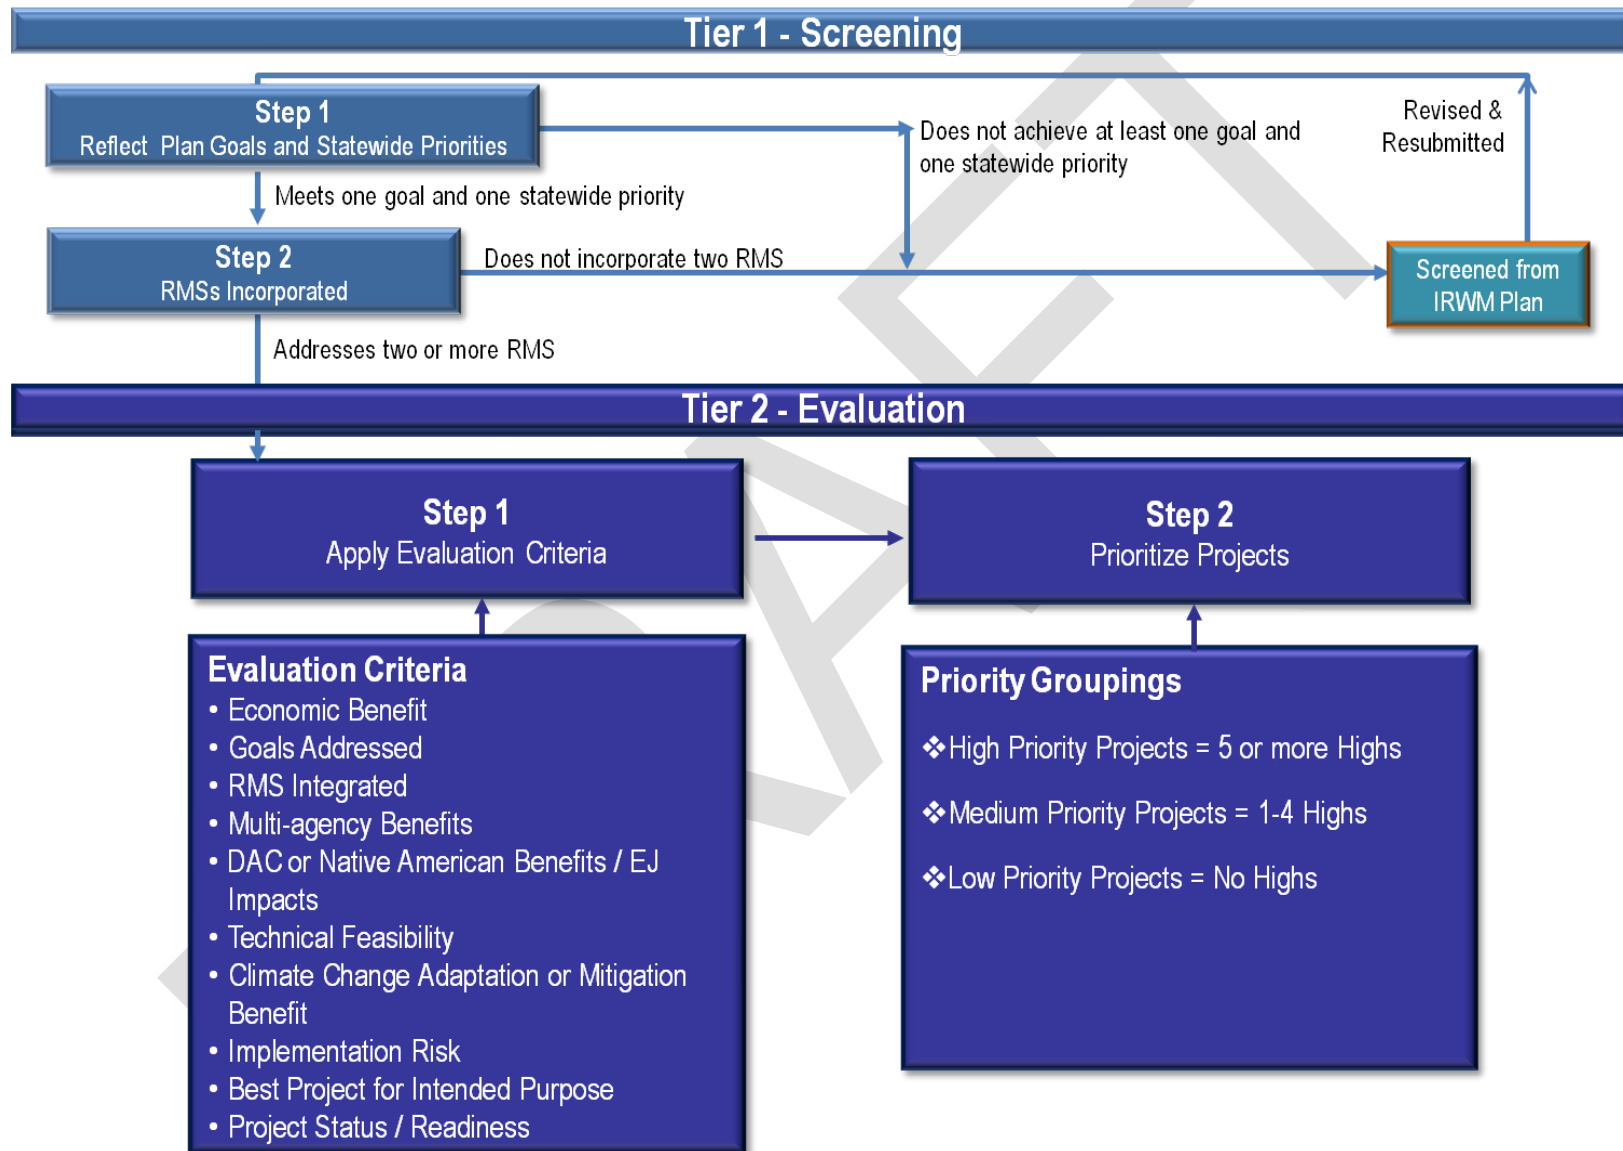 Tier 1 - Screening
Step 1
Reflect Plan Goals and Statewide Priorities
Does not achieve at least one goal and
one statewide priority
Revised &
Resubmitted
Meets one goal and one statewide priority
Step 2
RMSs Incorporated
Does not incorporate two RMS
Screened from
IRWM Plan
Addresses two or more RMS
Tier 2 - Evaluation
Step 1
Apply Evaluation Criteria
Step 2
Prioritize Projects
Evaluation Criteria
• Economic Benefit
• Goals Addressed
• RMS Integrated
• Multi-agency Benefits
• DAC or Native American Benefits / EJ
Impacts
• Technical Feasibility
• Climate Change Adaptation or Mitigation
Benefit
• Implementation Risk
• Best Project for Intended Purpose
• Project Status / Readiness
Priority Groupings
❖High Priority Projects = 5 or more Highs
❖Medium Priority Projects = 1-4 Highs
❖Low Priority Projects = No Highs
DRAFT